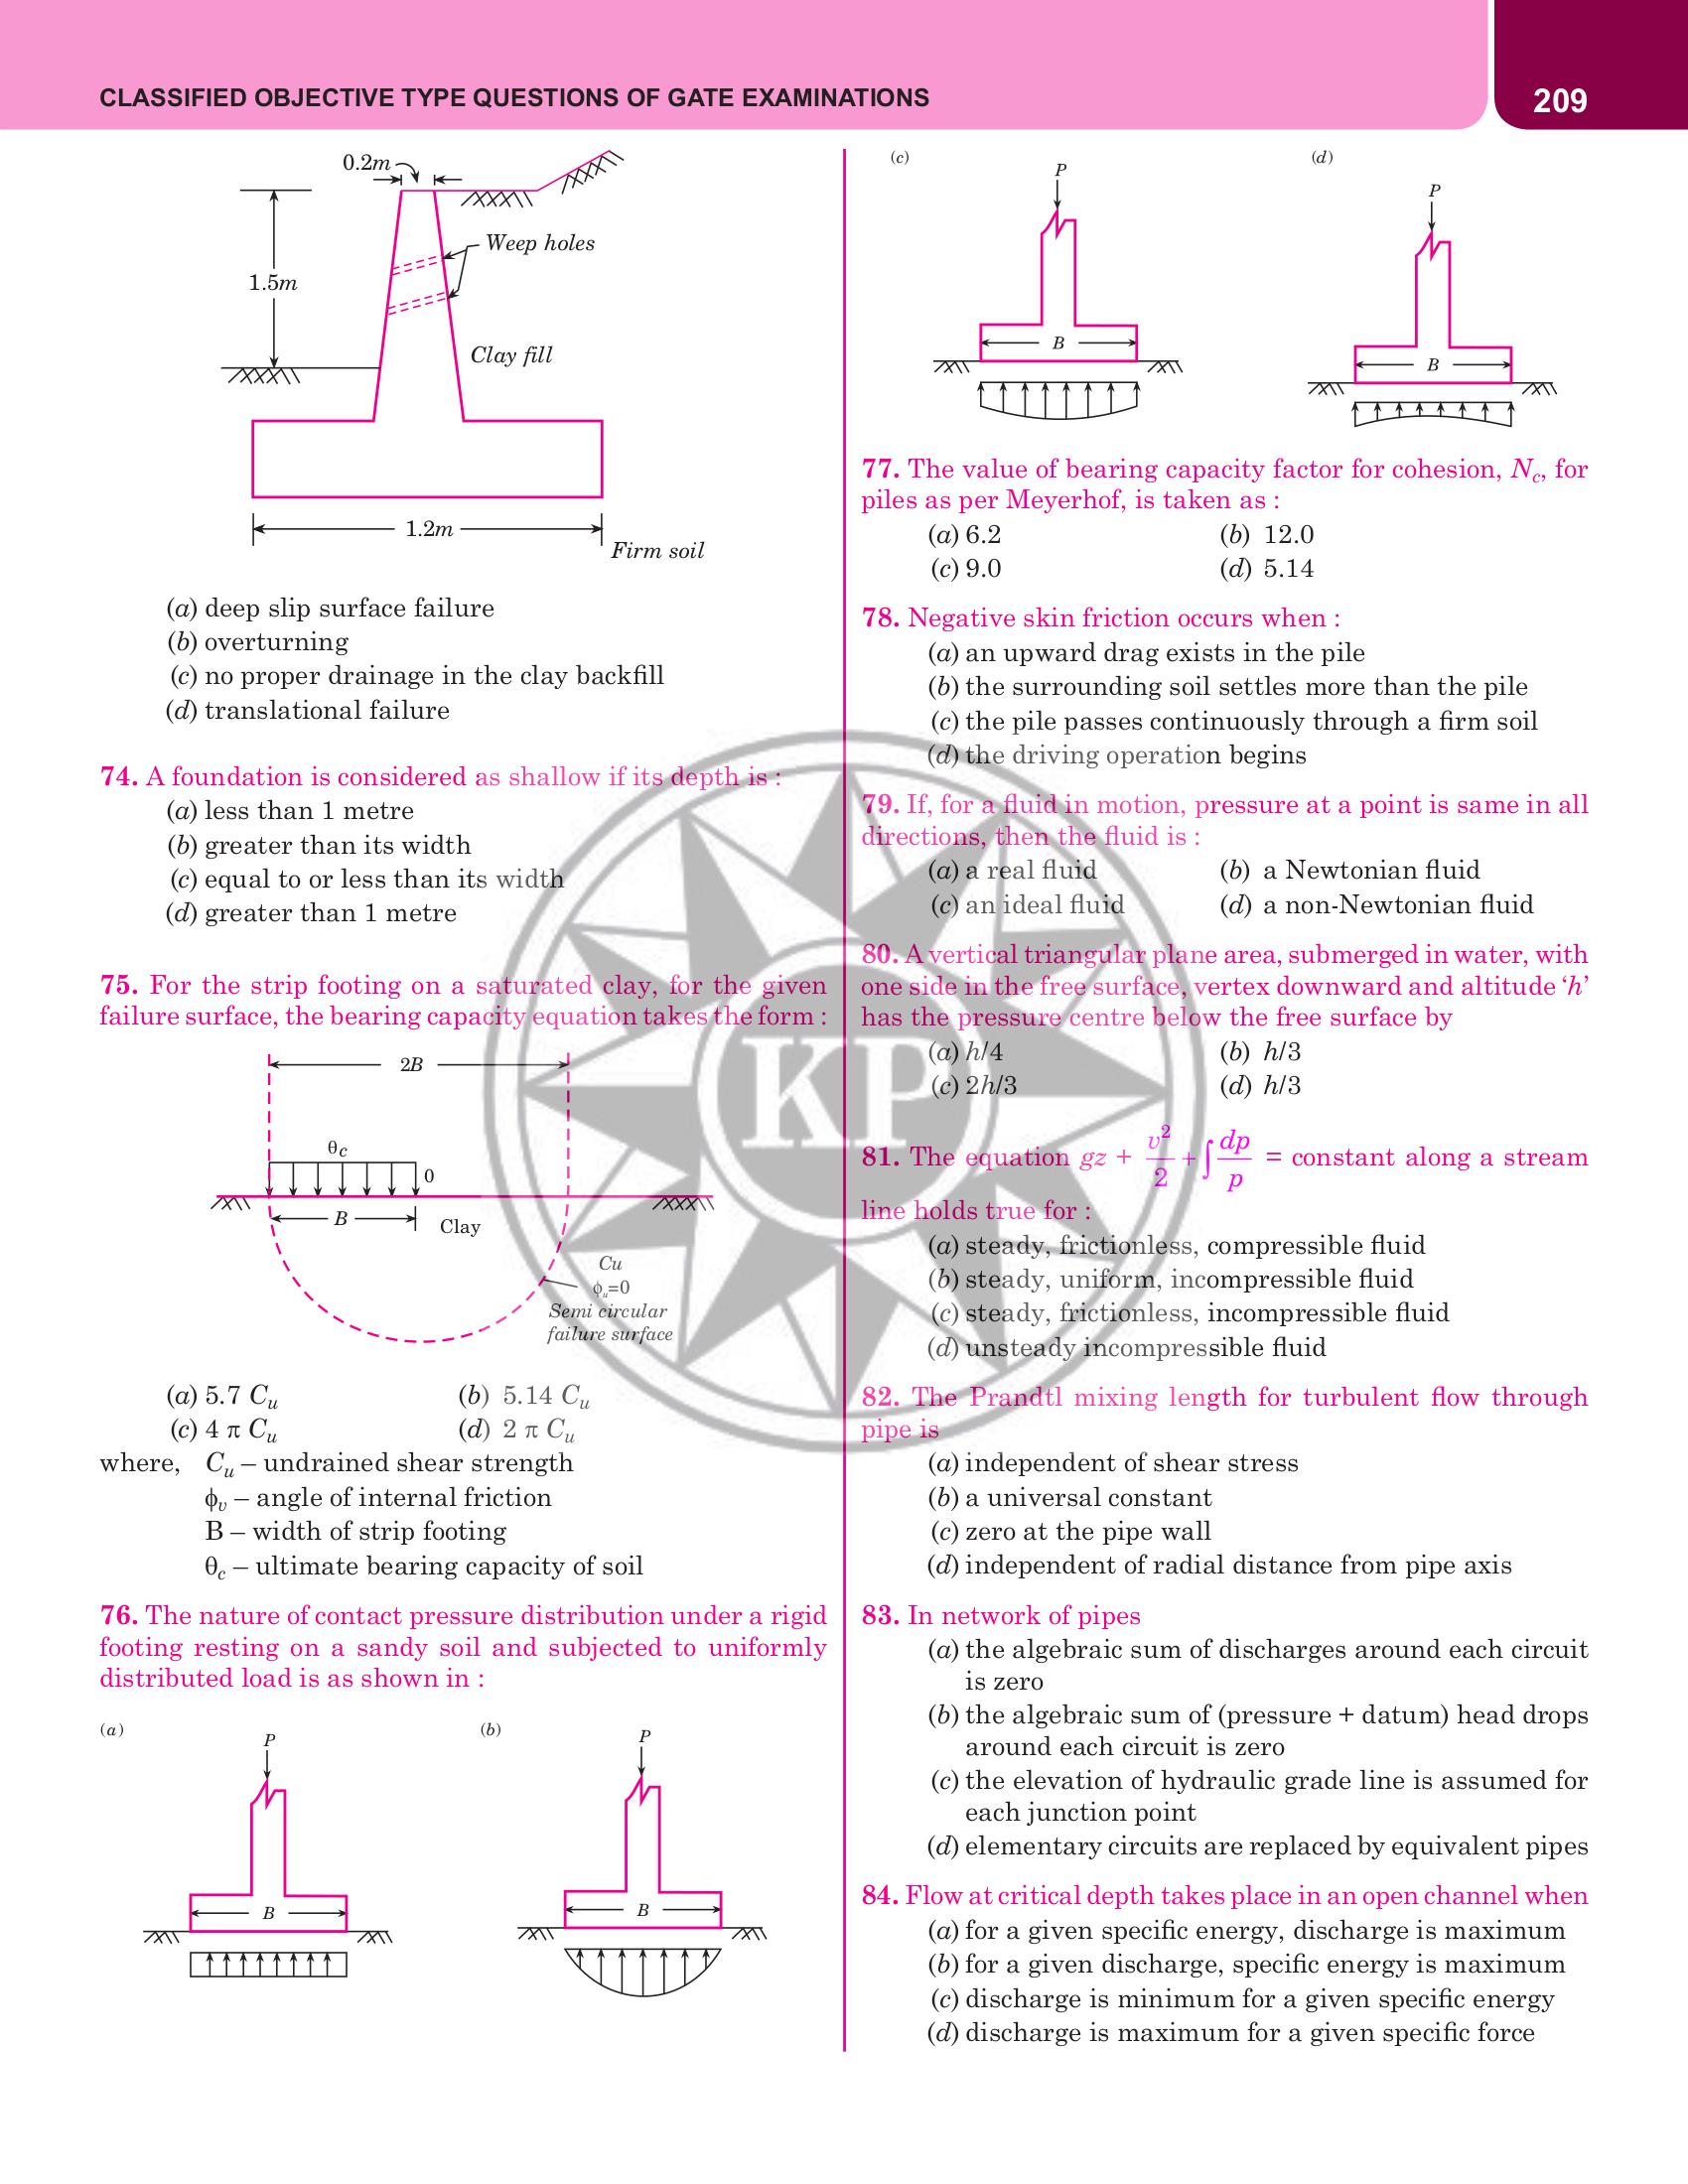 CLASSIFIED OBJECTIVE TYPE QUESTIONS OF GATE EXAMINATIONS
209
0.2m
Weep holes
1.5m
Clay fill
1.2m
Firm soil
(a) deep slip surface failure
(b) overturning
(c) no proper drainage in the clay backfill
(d) translational failure
74. A foundation is considered as shallow if its depth is :
(a) less than 1 metre
(b) greater than its width
(c) equal to or less than its width
(d) greater than 1 metre
75. For the strip footing on a saturated clay, for the given
failure surface, the bearing capacity equation takes the form :
2B
θc
0
B
Clay
Cu
ϕu=0
Semi circular
failure surface
(a) 5.7 Cu (b) 5.14 Cu
(c) 4 π Cu (d) 2 π Cu
where, Cu – undrained shear strength
ϕv – angle of internal friction
B – width of strip footing
θc – ultimate bearing capacity of soil
76. The nature of contact pressure distribution under a rigid
footing resting on a sandy soil and subjected to uniformly
distributed load is as shown in :
(a) (b)
P P
B B
(c) (d)
P P
B B
77. The value of bearing capacity factor for cohesion, Nc, for
piles as per Meyerhof, is taken as :
(a) 6.2 (b) 12.0
(c) 9.0 (d) 5.14
78. Negative skin friction occurs when :
(a) an upward drag exists in the pile
(b) the surrounding soil settles more than the pile
(c) the pile passes continuously through a firm soil
(d) the driving operation begins
79. If, for a fluid in motion, pressure at a point is same in all
directions, then the fluid is :
(a) a real fluid (b) a Newtonian fluid
(c) an ideal fluid (d) a non-Newtonian fluid
80. A vertical triangular plane area, submerged in water, with
one side in the free surface, vertex downward and altitude ‘h’
has the pressure centre below the free surface by
(a) h/4 (b) h/3
(c) 2h/3 (d) h/3
KP
81. The equation gz + v²/2 + ∫ dp/p = constant along a stream
line holds true for :
(a) steady, frictionless, compressible fluid
(b) steady, uniform, incompressible fluid
(c) steady, frictionless, incompressible fluid
(d) unsteady incompressible fluid
82. The Prandtl mixing length for turbulent flow through
pipe is
(a) independent of shear stress
(b) a universal constant
(c) zero at the pipe wall
(d) independent of radial distance from pipe axis
83. In network of pipes
(a) the algebraic sum of discharges around each circuit
is zero
(b) the algebraic sum of (pressure + datum) head drops
around each circuit is zero
(c) the elevation of hydraulic grade line is assumed for
each junction point
(d) elementary circuits are replaced by equivalent pipes
84. Flow at critical depth takes place in an open channel when
(a) for a given specific energy, discharge is maximum
(b) for a given discharge, specific energy is maximum
(c) discharge is minimum for a given specific energy
(d) discharge is maximum for a given specific force